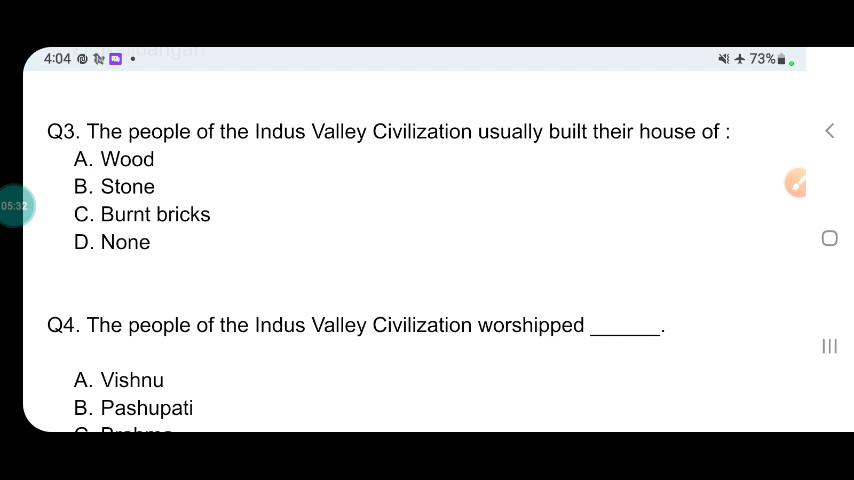 4:04
73%
Q3. The people of the Indus Valley Civilization usually built their house of :
A. Wood
B. Stone
05:32
C. Burnt bricks
D. None
Q4. The people of the Indus Valley Civilization worshipped ______.
A. Vishnu
B. Pashupati